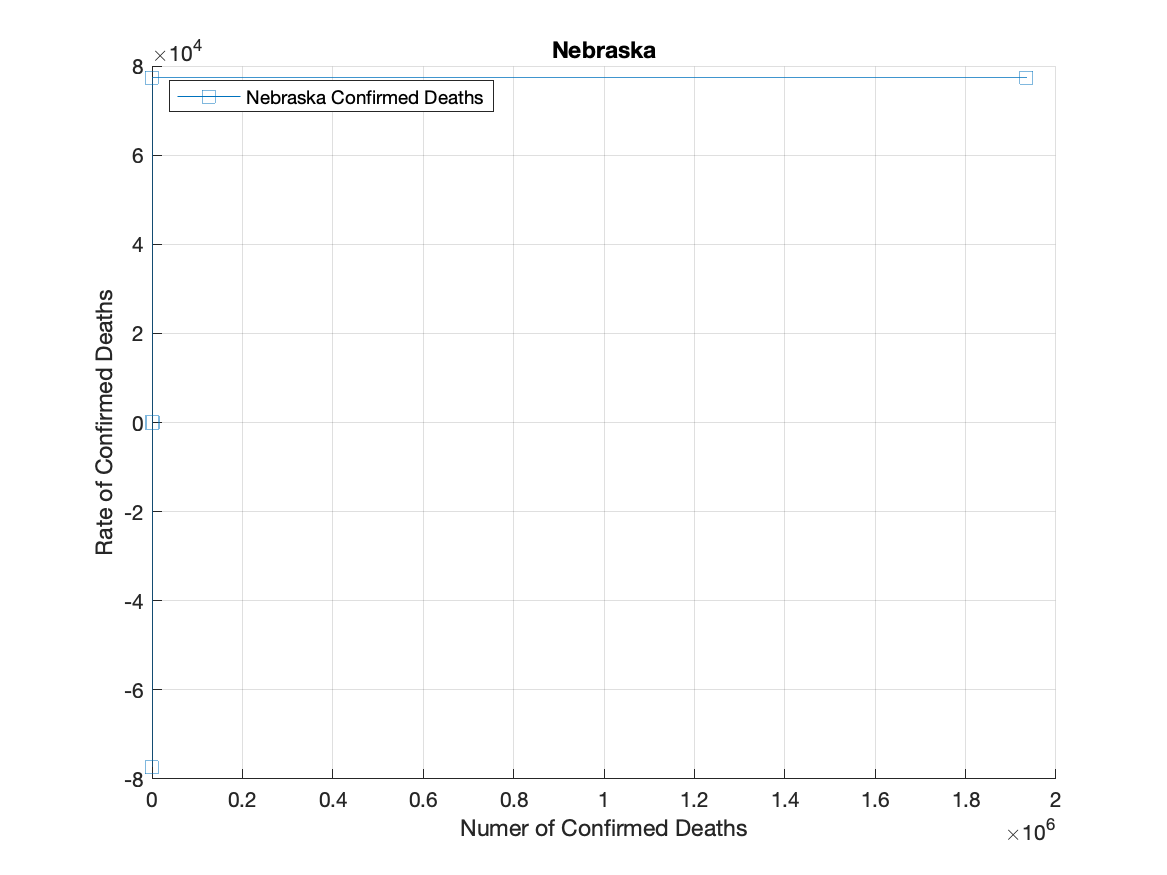 Nebraska
×10⁴
8
6
4
2
0
-2
-4
-6
-8
Nebraska Confirmed Deaths
Rate of Confirmed Deaths
0 0.2 0.4 0.6 0.8 1 1.2 1.4 1.6 1.8 2
Numer of Confirmed Deaths
×10⁶